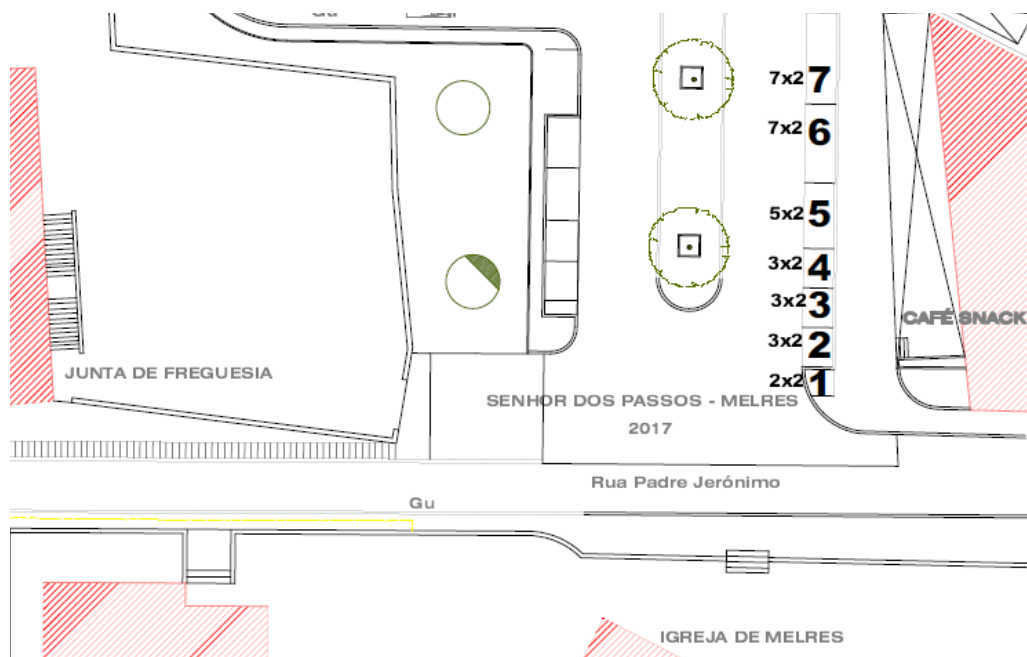 Gu
7x2 7
7x2 6
5x2 5
3x2 4
3x2 3
CAFÉ SNACK
3x2 2
JUNTA DE FREGUESIA
2x2 1
SENHOR DOS PASSOS - MELRES
2017
Rua Padre Jerónimo
Gu
IGREJA DE MELRES